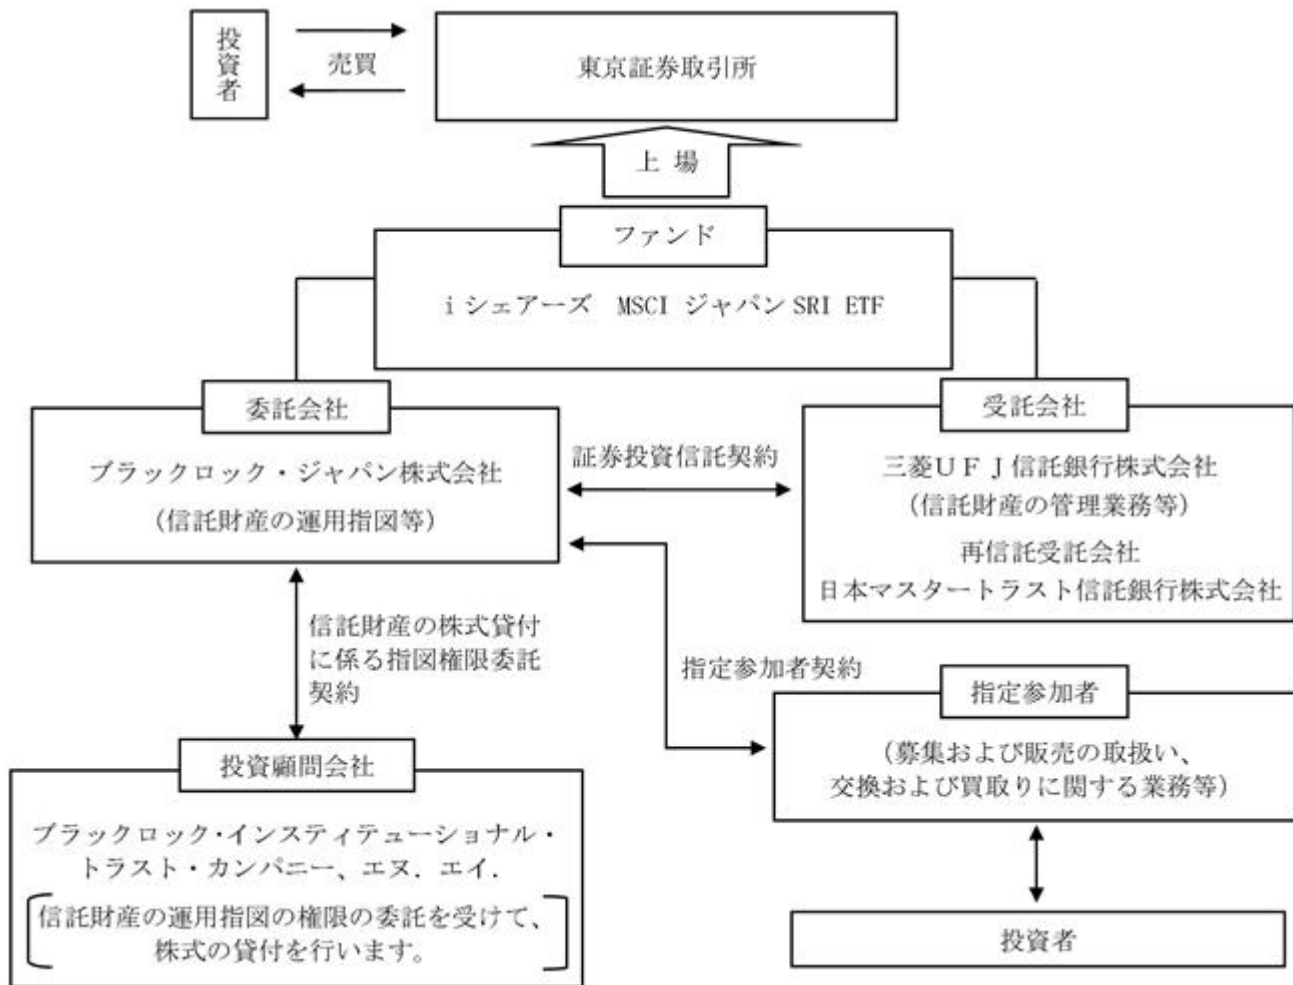 投資者
売買
東京証券取引所
上 場
ファンド
iシェアーズ MSCI ジャパン SRI ETF
委託会社
ブラックロック・ジャパン株式会社
(信託財産の運用指図等)
証券投資信託契約
受託会社
三菱UFJ信託銀行株式会社
(信託財産の管理業務等)
再信託受託会社
日本マスタートラスト信託銀行株式会社
信託財産の株式貸付
に係る指図権限委託
契約
指定参加者契約
指定参加者
(募集および販売の取扱い、
交換および買取りに関する業務等)
投資顧問会社
ブラックロック・インスティテューショナル・
トラスト・カンパニー、エヌ.エイ.
信託財産の運用指図の権限の委託を受けて、
株式の貸付を行います。
投資者